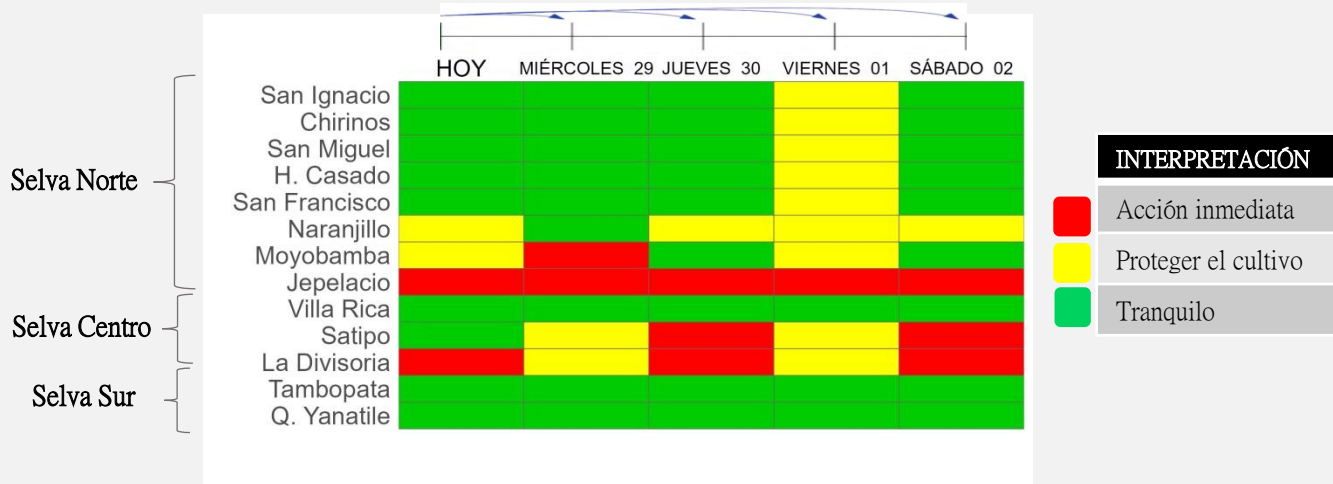 HOY MIÉRCOLES 29 JUEVES 30 VIERNES 01 SÁBADO 02
Selva Norte
San Ignacio
Chirinos
San Miguel
H. Casado
San Francisco
Naranjillo
Moyobamba
Jepelacio
Selva Centro
Villa Rica
Satipo
La Divisoria
Selva Sur
Tambopata
Q. Yanatile
INTERPRETACIÓN
Acción inmediata
Proteger el cultivo
Tranquilo